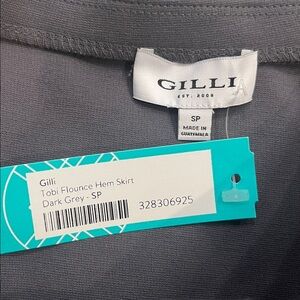 GILLI
EST. 2008
SP
MADE IN
GUATEMALA
Gilli
Tobi Flounce Hem Skirt
Dark Grey - SP
328306925